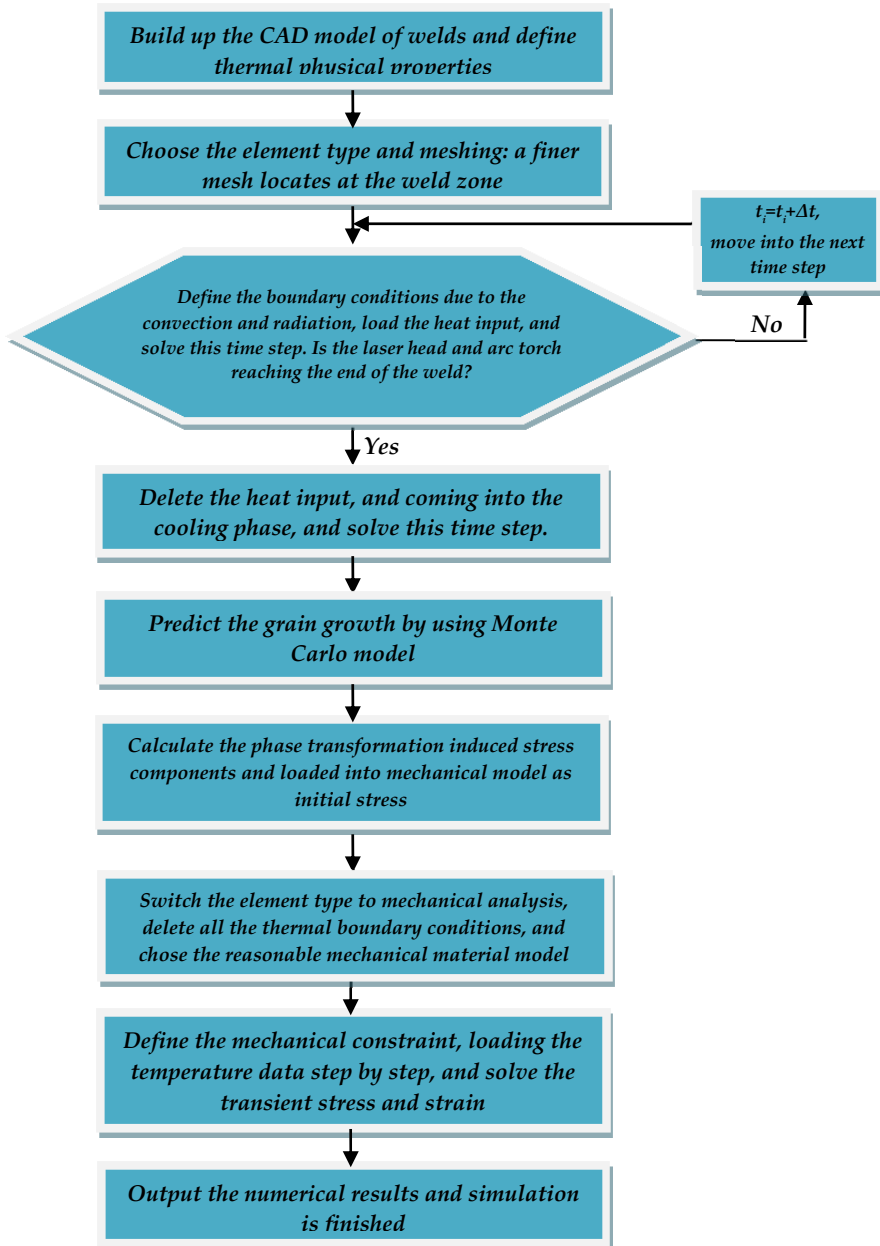 Build up the CAD model of welds and define
thermal physical properties
Choose the element type and meshing: a finer
mesh locates at the weld zone
t_i=t_i+Δt,
move into the next
time step
Define the boundary conditions due to the
convection and radiation, load the heat input, and
solve this time step. Is the laser head and arc torch
reaching the end of the weld?
No
Yes
Delete the heat input, and coming into the
cooling phase, and solve this time step.
Predict the grain growth by using Monte
Carlo model
Calculate the phase transformation induced stress
components and loaded into mechanical model as
initial stress
Switch the element type to mechanical analysis,
delete all the thermal boundary conditions, and
chose the reasonable mechanical material model
Define the mechanical constraint, loading the
temperature data step by step, and solve the
transient stress and strain
Output the numerical results and simulation
is finished